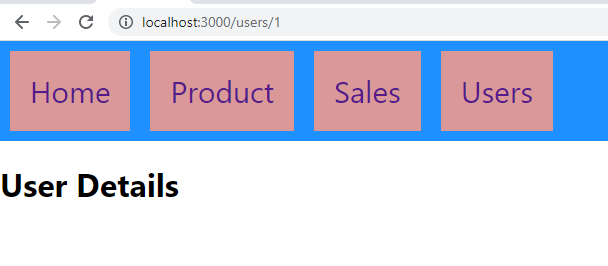 localhost:3000/users/1
Home Product Sales Users
User Details